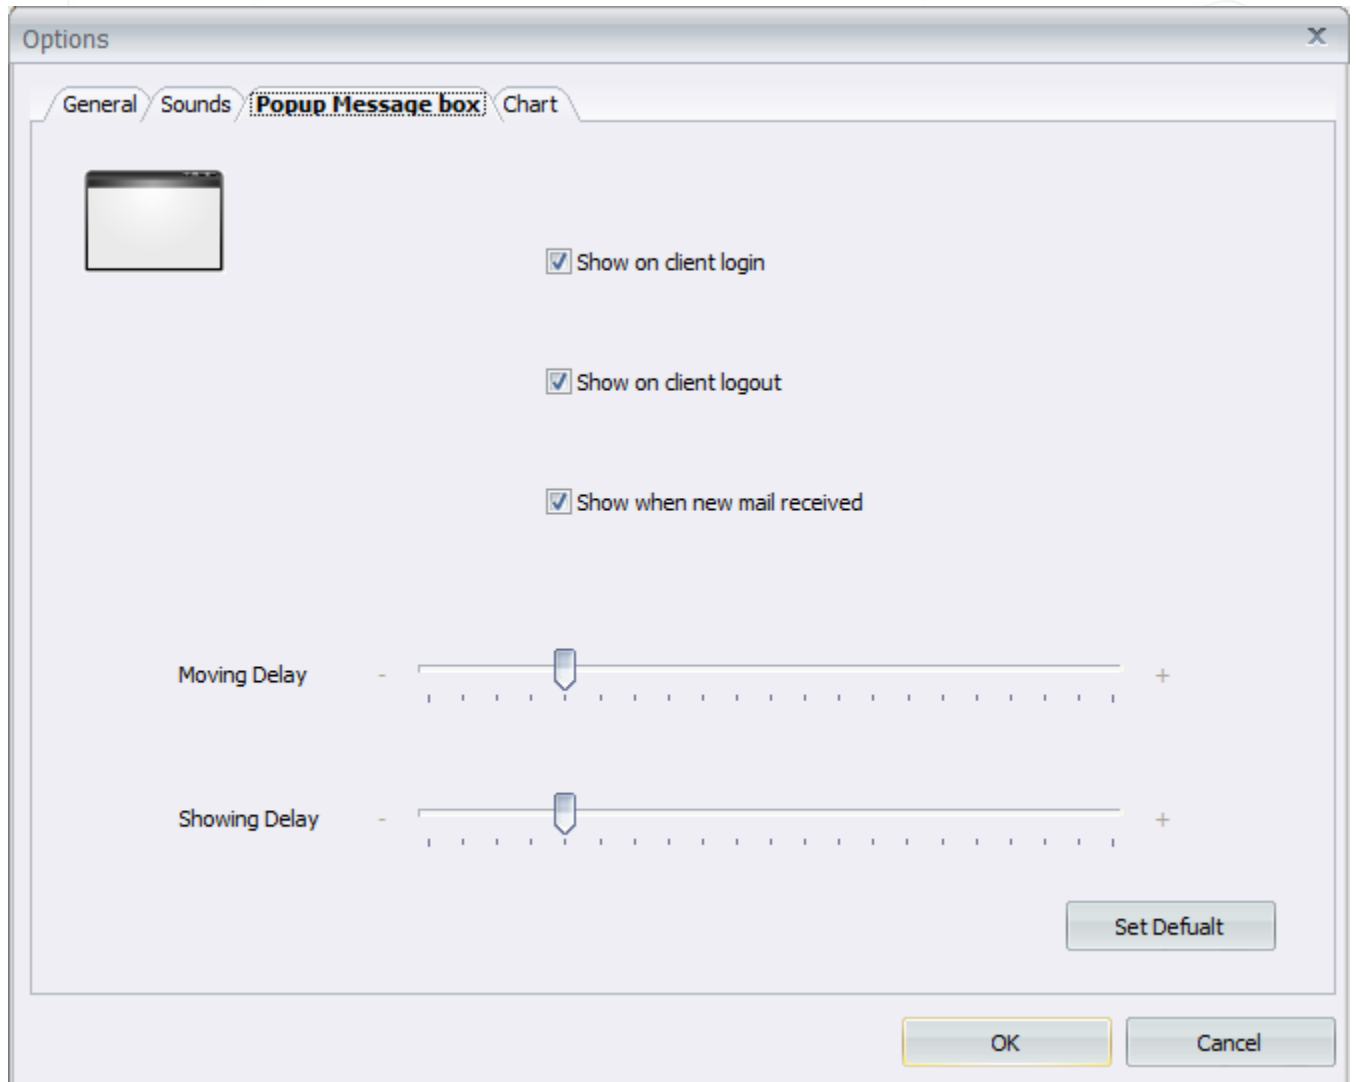 Options
x
General Sounds Popup Message box Chart
Show on client login
Show on client logout
Show when new mail received
Moving Delay - +
Showing Delay - +
Set Defualt
OK Cancel